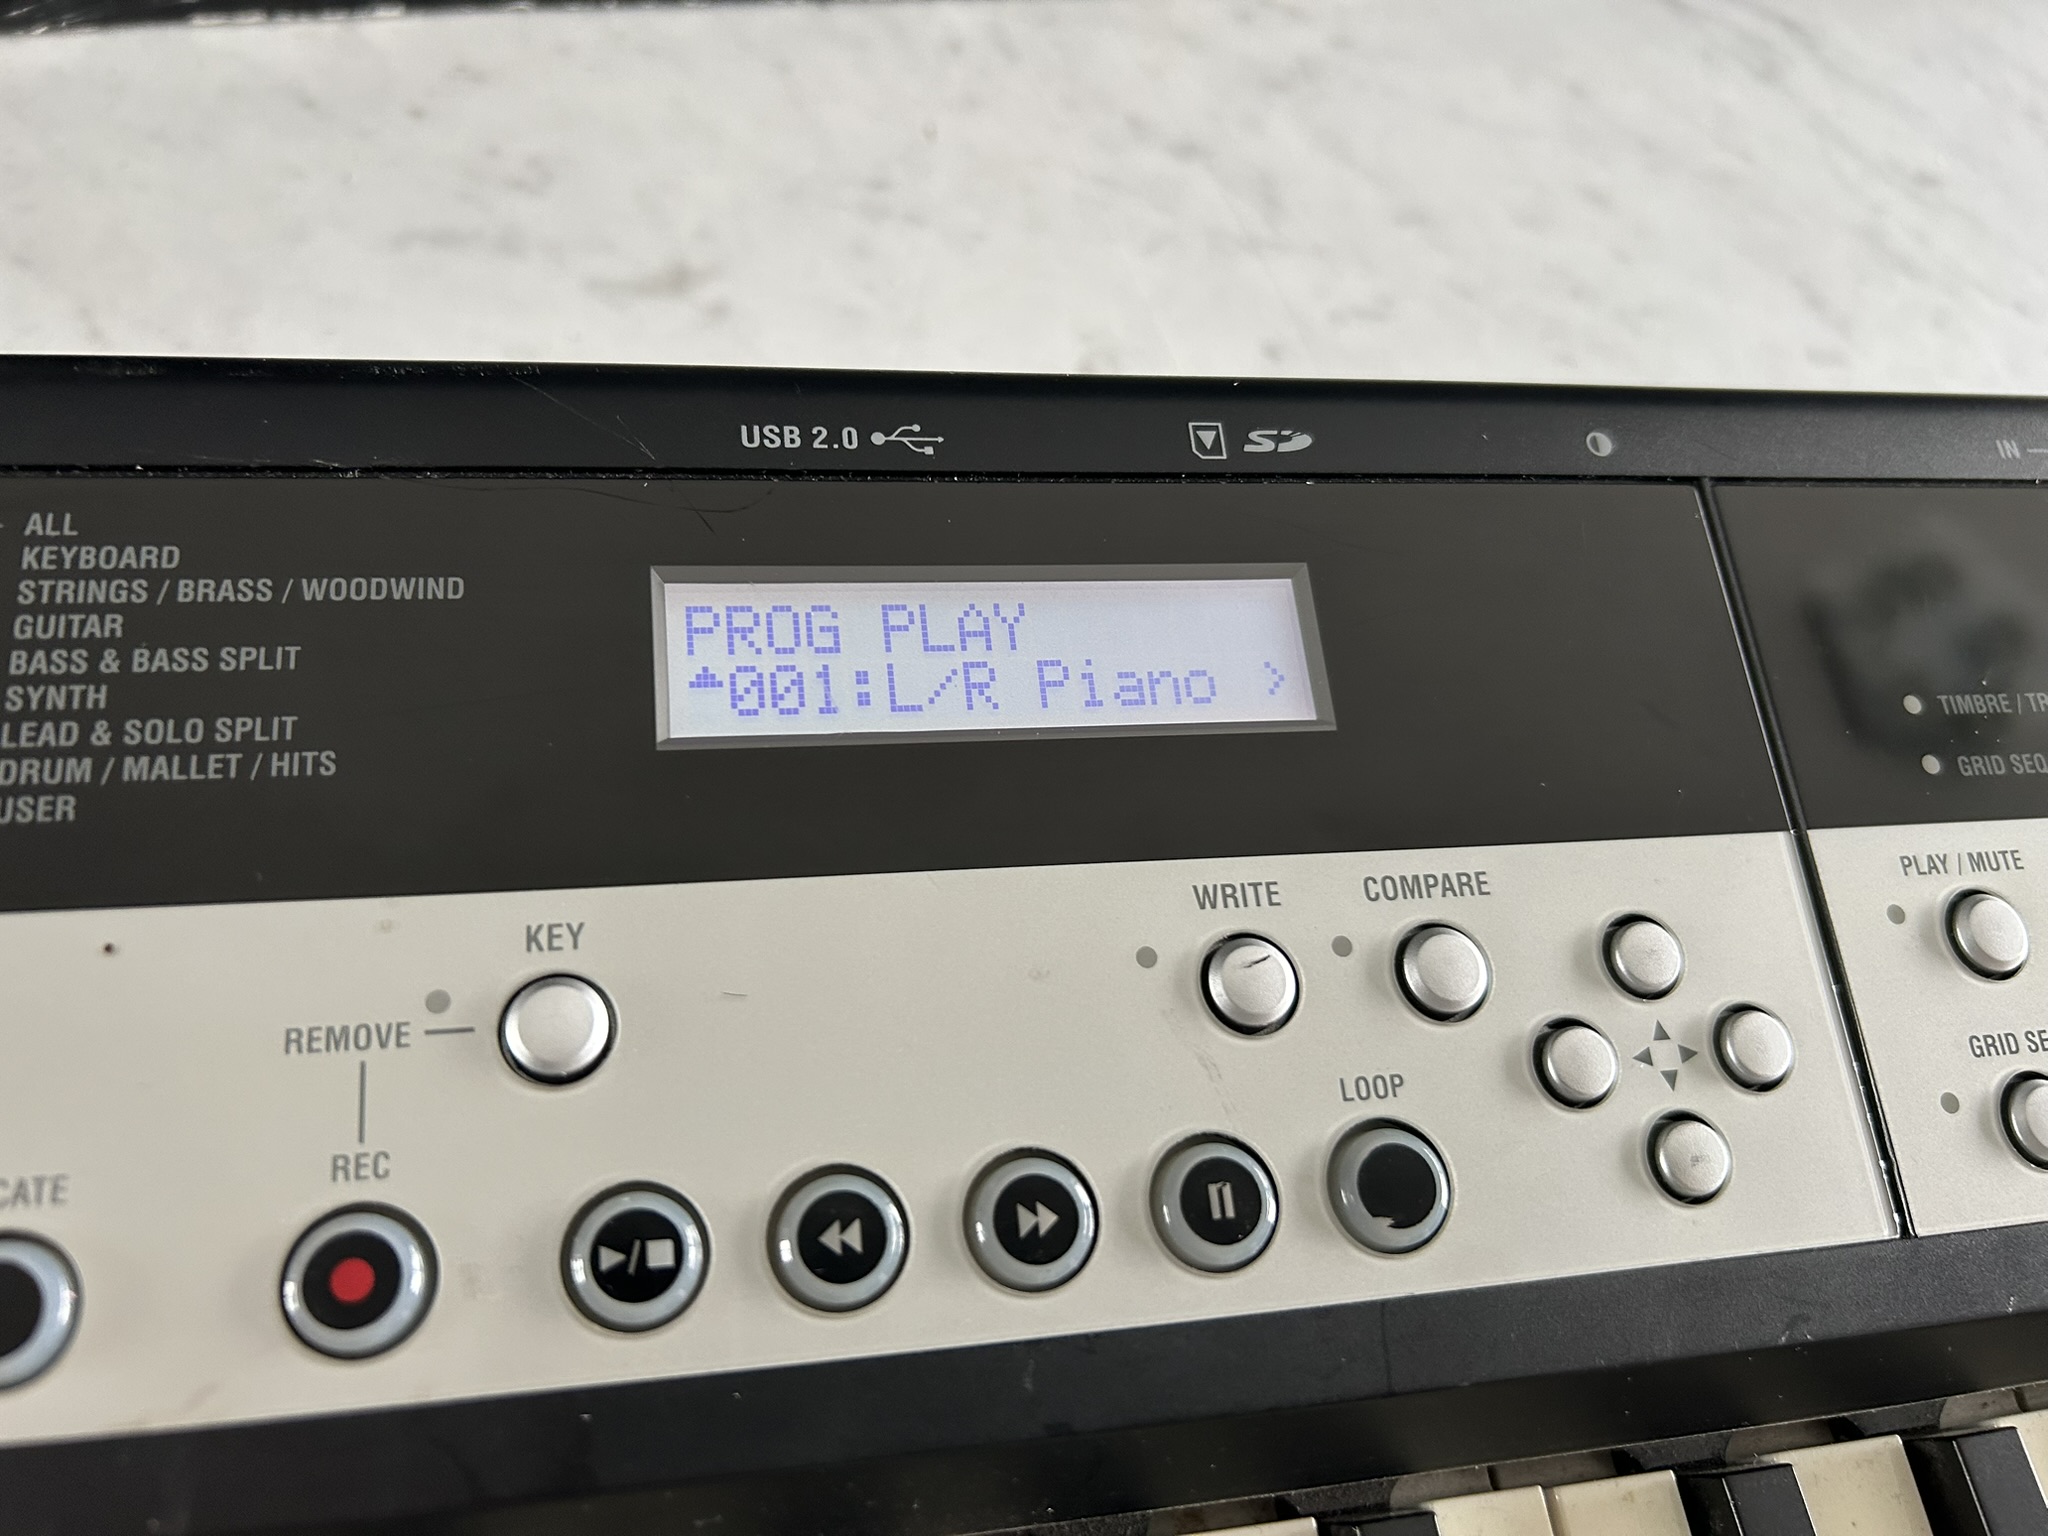 USB 2.0
SD
IN
ALL
KEYBOARD
STRINGS / BRASS / WOODWIND
GUITAR
BASS & BASS SPLIT
SYNTH
LEAD & SOLO SPLIT
DRUM / MALLET / HITS
USER
PROG PLAY
001:L/R Piano >
TIMBRE / TR
GRID SEQ
PLAY / MUTE
WRITE
COMPARE
KEY
REMOVE
GRID SE
LOOP
REC
CATE